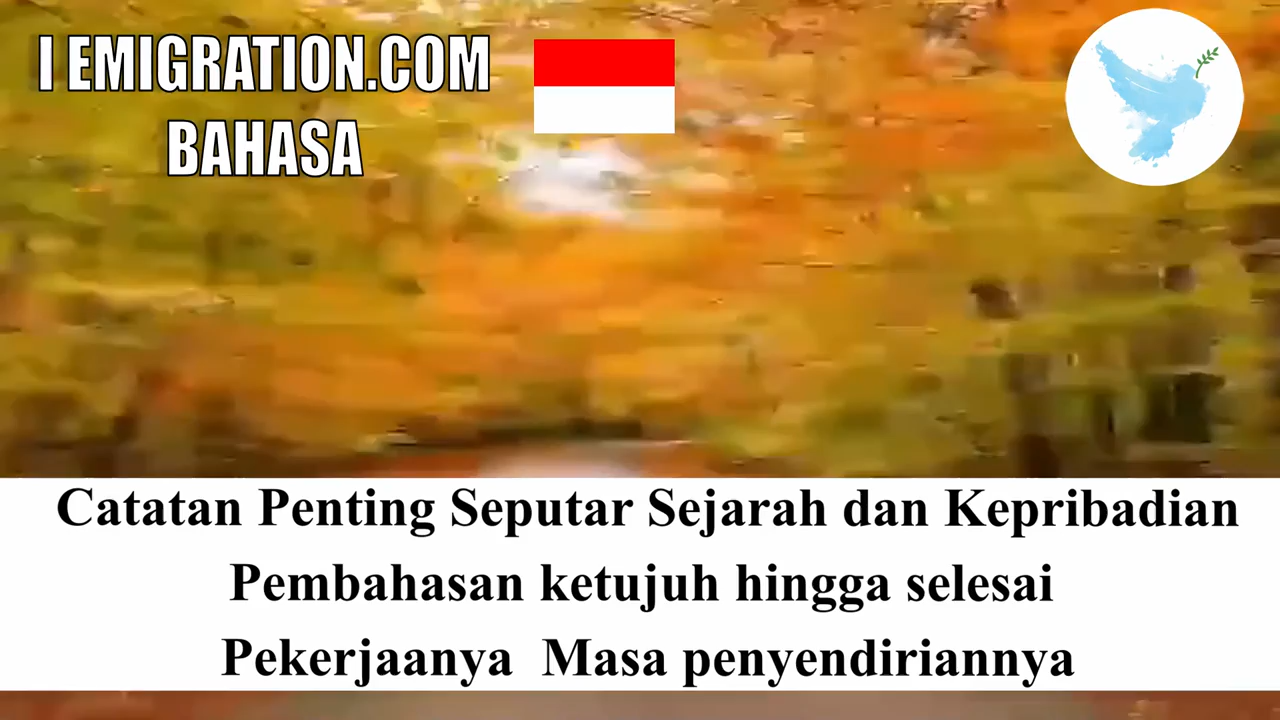 I EMIGRATION.COM
BAHASA
Catatan Penting Seputar Sejarah dan Kepribadian
Pembahasan ketujuh hingga selesai
Pekerjaanya Masa penyendiriannya